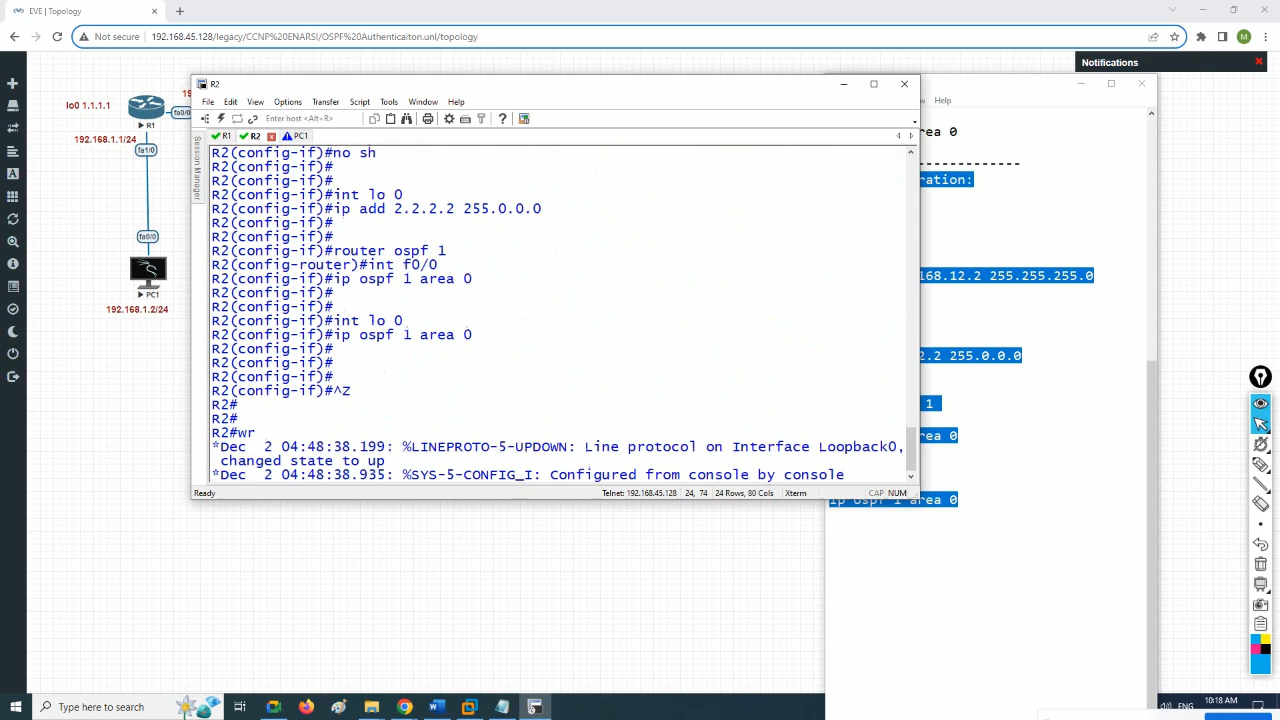 EVE | Topology
Not secure
192.168.45.128/legacy/CCNP%20ENARSI/OSPF%20Authenticaiton.unl/topology
M
Notifications
lo0 1.1.1.1
19
fa0/0
R1
192.168.1.1/24
fa1/0
fa0/0
PC1
192.168.1.2/24
R2
File Edit View Options Transfer Script Tools Window Help
Enter host <Alt+R>
R1 R2 PC1
Session Manager
R2(config-if)#no sh
R2(config-if)#
R2(config-if)#
R2(config-if)#int lo 0
R2(config-if)#ip add 2.2.2.2 255.0.0.0
R2(config-if)#
R2(config-if)#
R2(config-if)#router ospf 1
R2(config-router)#int f0/0
R2(config-if)#ip ospf 1 area 0
R2(config-if)#
R2(config-if)#
R2(config-if)#int lo 0
R2(config-if)#ip ospf 1 area 0
R2(config-if)#
R2(config-if)#
R2(config-if)#
R2(config-if)#^Z
R2#
R2#
R2#wr
*Dec  2 04:48:38.199: %LINEPROTO-5-UPDOWN: Line protocol on Interface Loopback0,
changed state to up
*Dec  2 04:48:38.935: %SYS-5-CONFIG_I: Configured from console by console
Ready
Telnet: 192.168.45.128 24, 74 24 Rows, 80 Cols Xterm CAP NUM
Help
ea 0
------------
ation:
168.12.2 255.255.255.0
2.2 255.0.0.0
1
ea 0
ip ospf 1 area 0
Type here to search
ENG
10:18 AM